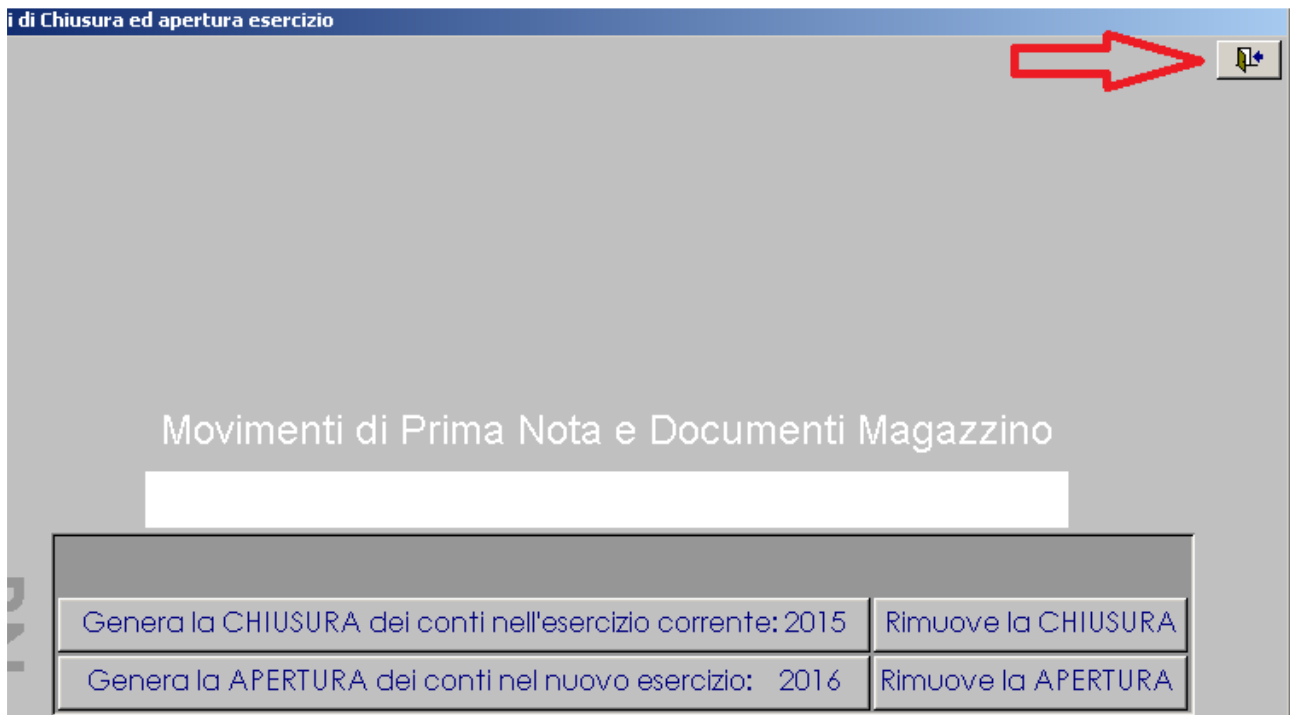 i di Chiusura ed apertura esercizio
Movimenti di Prima Nota e Documenti Magazzino
Genera la CHIUSURA dei conti nell'esercizio corrente: 2015 Rimuove la CHIUSURA
Genera la APERTURA dei conti nel nuovo esercizio: 2016 Rimuove la APERTURA